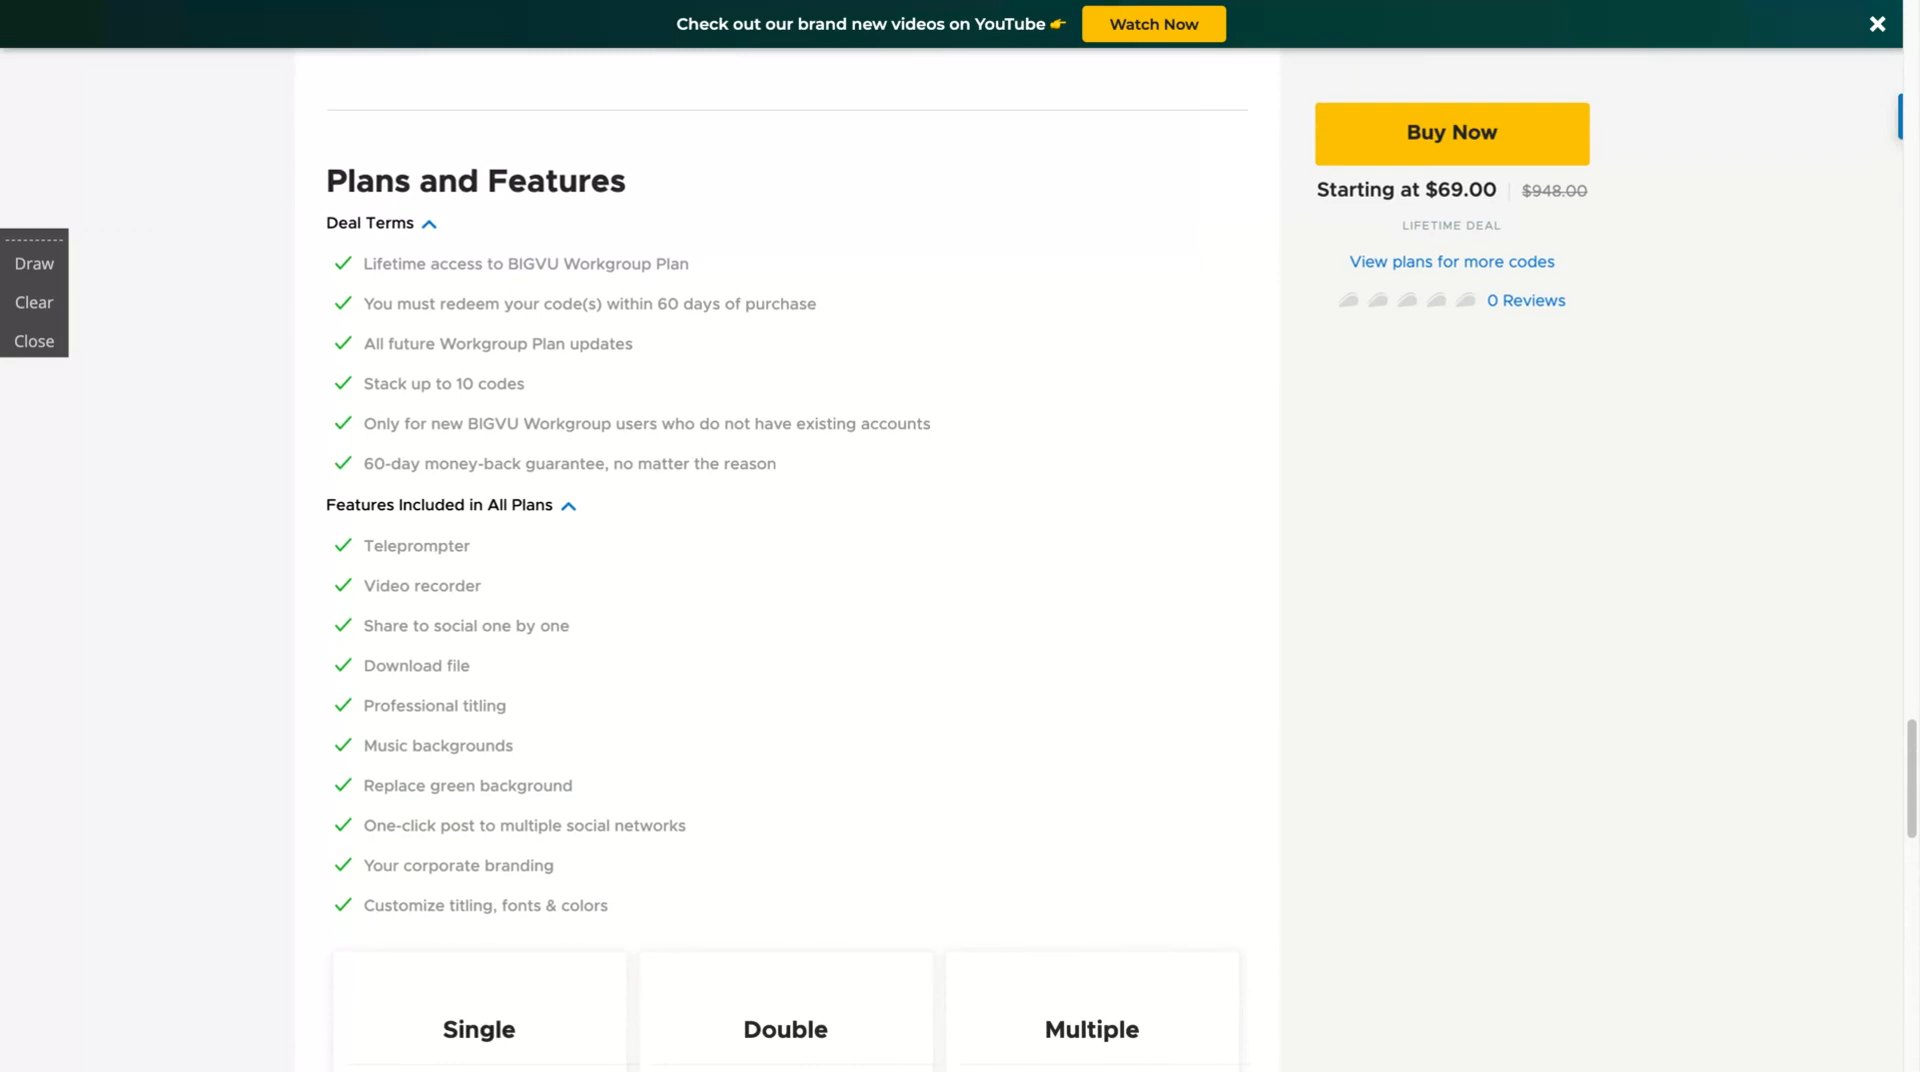 Check out our brand new videos on YouTube 👉 Watch Now
Plans and Features
Deal Terms
Lifetime access to BIGVU Workgroup Plan
You must redeem your code(s) within 60 days of purchase
All future Workgroup Plan updates
Stack up to 10 codes
Only for new BIGVU Workgroup users who do not have existing accounts
60-day money-back guarantee, no matter the reason
Features Included in All Plans
Teleprompter
Video recorder
Share to social one by one
Download file
Professional titling
Music backgrounds
Replace green background
One-click post to multiple social networks
Your corporate branding
Customize titling, fonts & colors
Single
Double
Multiple
Buy Now
Starting at $69.00 $948.00
LIFETIME DEAL
View plans for more codes
0 Reviews
Draw
Clear
Close